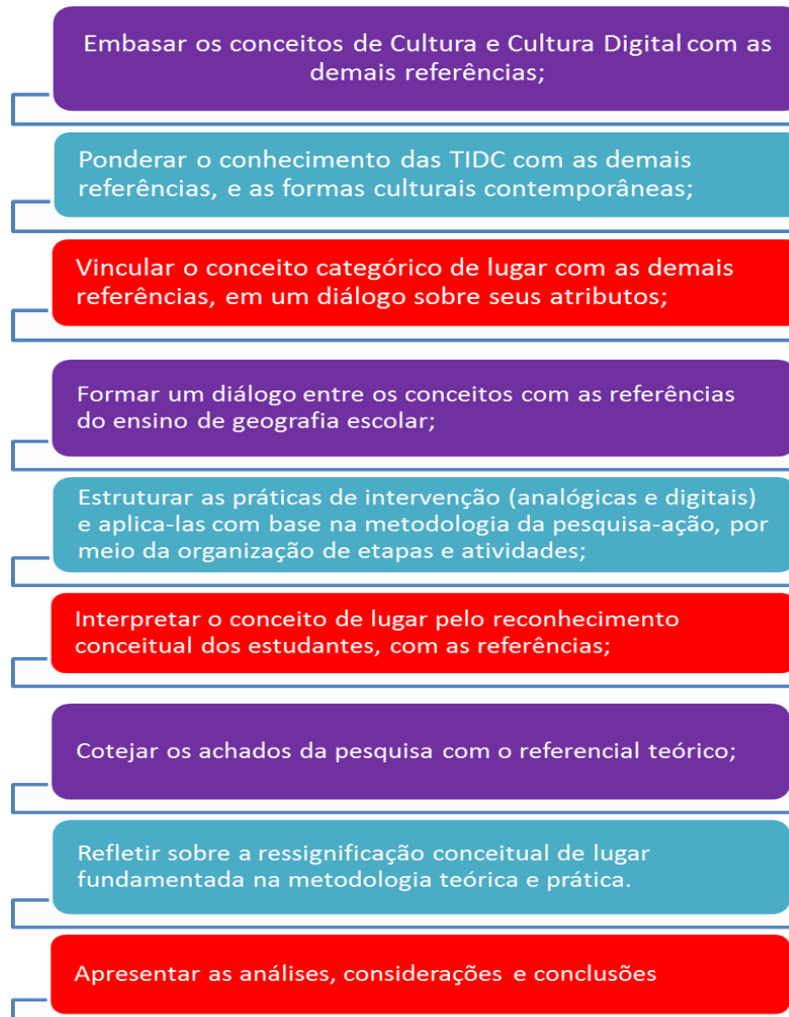 Embasar os conceitos de Cultura e Cultura Digital com as
demais referências;
Ponderar o conhecimento das TIDC com as demais
referências, e as formas culturais contemporâneas;
Vincular o conceito categórico de lugar com as demais
referências, em um diálogo sobre seus atributos;
Formar um diálogo entre os conceitos com as referências
do ensino de geografia escolar;
Estruturar as práticas de intervenção (analógicas e digitais)
e aplica-las com base na metodologia da pesquisa-ação, por
meio da organização de etapas e atividades;
Interpretar o conceito de lugar pelo reconhecimento
conceitual dos estudantes, com as referências;
Cotejar os achados da pesquisa com o referencial teórico;
Refletir sobre a ressignificação conceitual de lugar
fundamentada na metodologia teórica e prática.
Apresentar as análises, considerações e conclusões